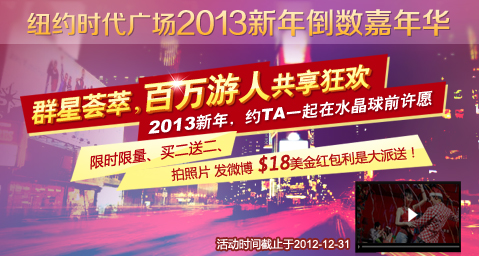 纽约时代广场2013新年倒数嘉年华
群星荟萃,百万游人共享狂欢
2013新年，约TA一起在水晶球前许愿
限时限量、买二送二、
拍照片 发微博 $18美金红包利是大派送！
活动时间截止于2012-12-31